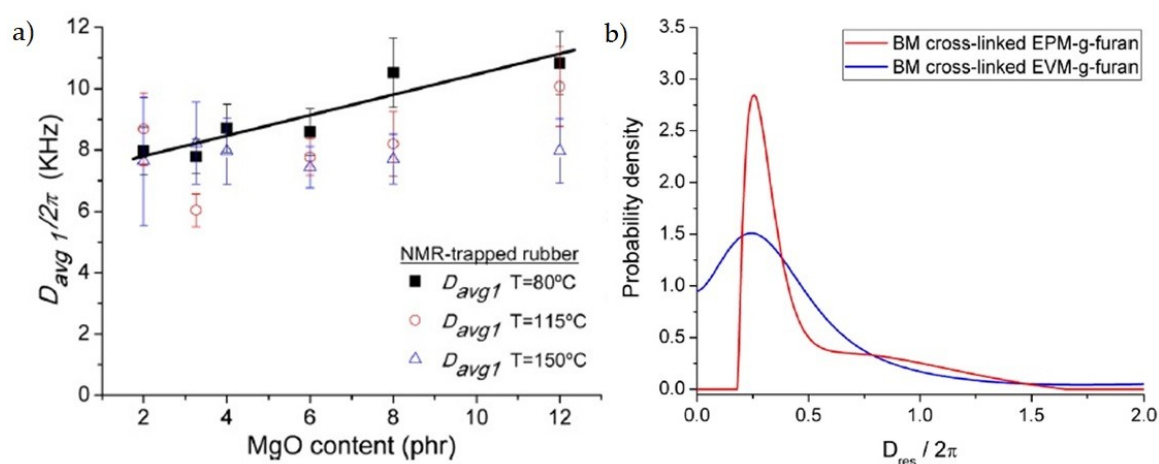 a)
12
10
8
6
4
2
0
D_avg 1/2π (KHz)
2 4 6 8 10 12
MgO content (phr)
NMR-trapped rubber
D_avg1 T=80ºC
D_avg1 T=115ºC
D_avg1 T=150ºC
b)
3.5
3.0
2.5
2.0
1.5
1.0
0.5
0.0
Probability density
0.0 0.5 1.0 1.5 2.0
D_res / 2π
BM cross-linked EPM-g-furan
BM cross-linked EVM-g-furan